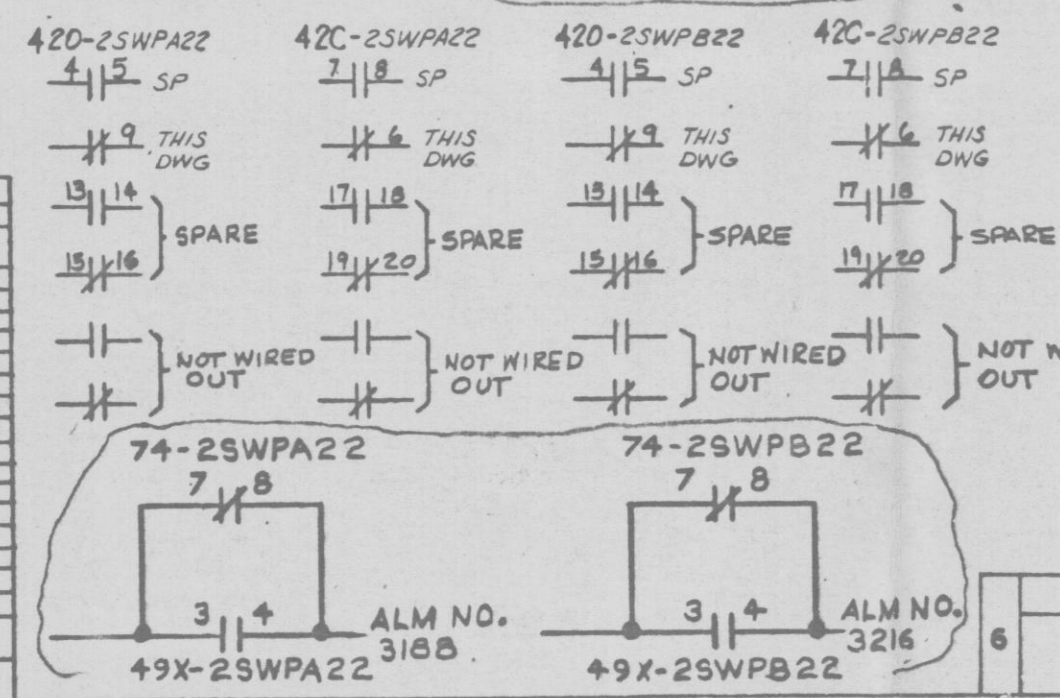 420-2SWPA22 42C-2SWPA22 420-2SWPB22 42C-2SWPB22
4 5 SP 7 8 SP 4 5 SP 7 8 SP
9 THIS DWG 6 THIS DWG 9 THIS DWG 6 THIS DWG
13 14 17 18 13 14 17 18
SPARE SPARE SPARE SPARE
15 16 19 20 15 16 19 20
NOT WIRED OUT NOT WIRED OUT NOT WIRED OUT NOT W
OUT
74-2SWPA22 74-2SWPB22
7 8 7 8
3 4 ALM NO. 3188 3 4 ALM NO. 3216
49X-2SWPA22 49X-2SWPB22
6